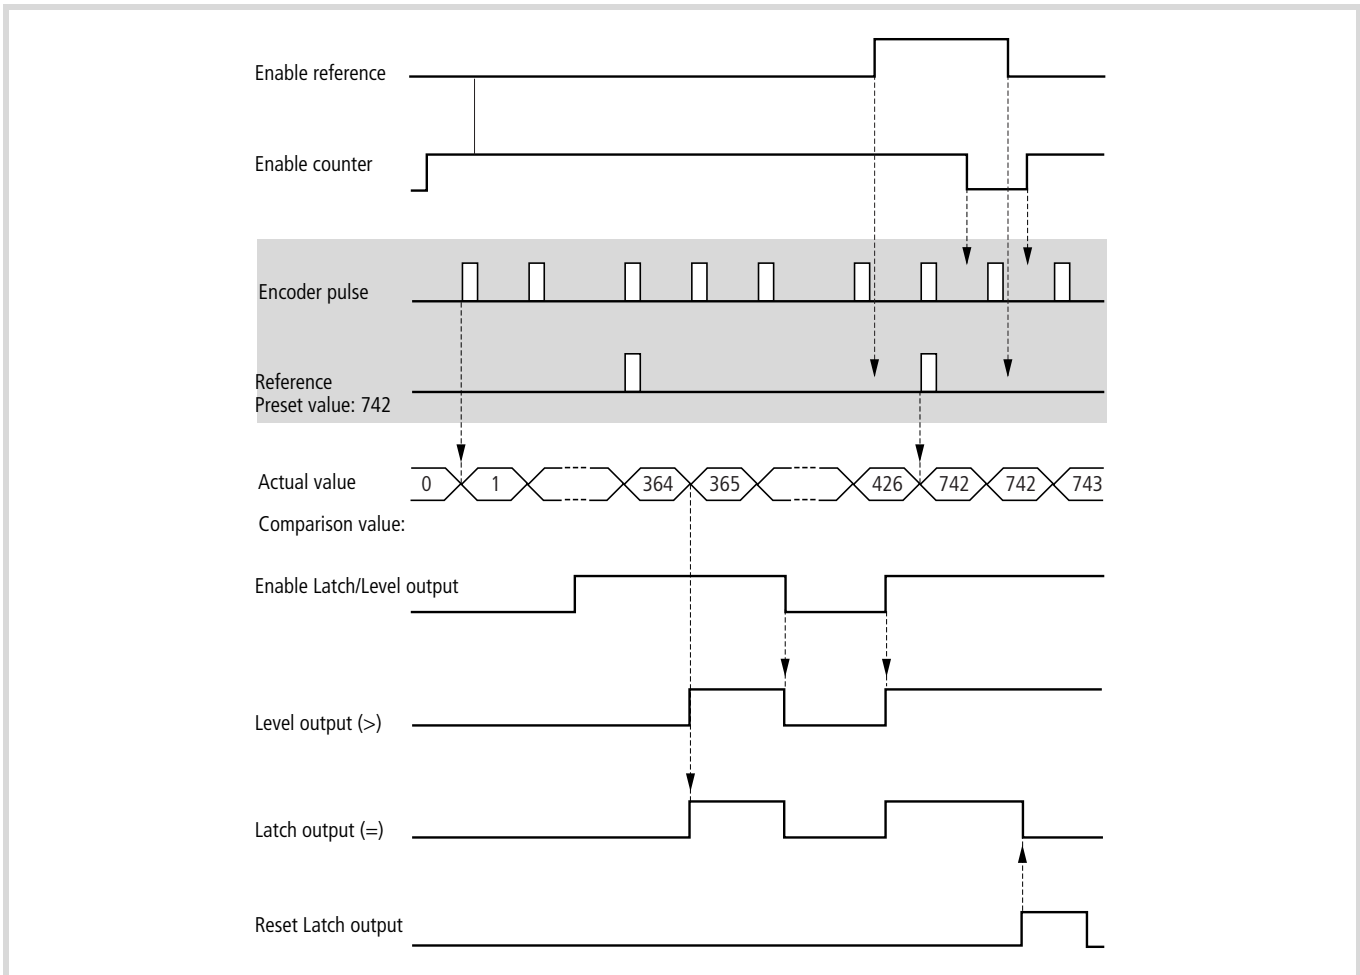 Enable reference
Enable counter
Encoder pulse
Reference
Preset value: 742
Actual value 0 1 364 365 426 742 742 743
Comparison value:
Enable Latch/Level output
Level output (>)
Latch output (=)
Reset Latch output